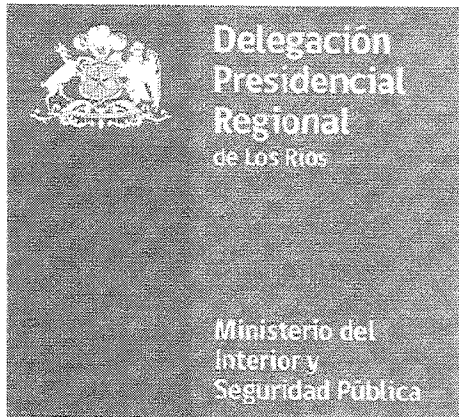 Delegación
Presidencial
Regional
de Los Ríos
Ministerio del
Interior y
Seguridad Pública